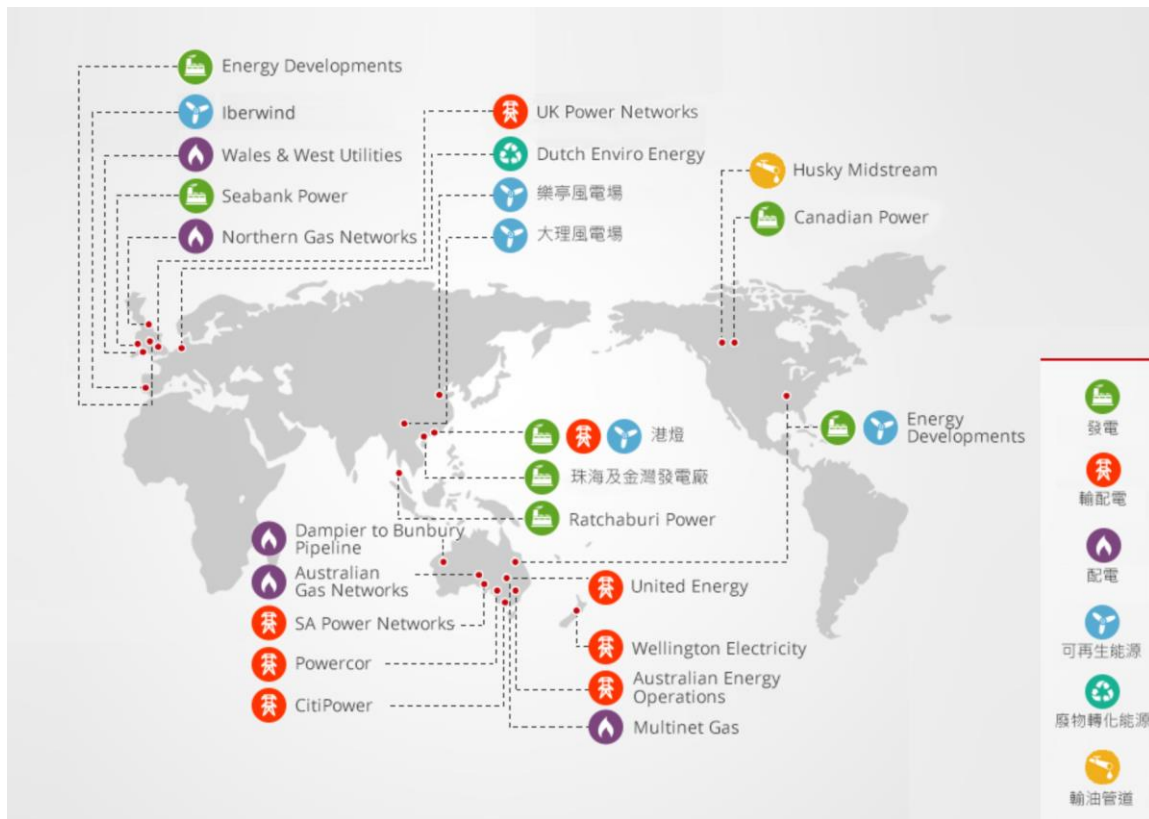 Energy Developments
Iberwind
Wales & West Utilities
Seabank Power
Northern Gas Networks
UK Power Networks
Dutch Enviro Energy
樂亭風電場
大理風電場
Husky Midstream
Canadian Power
Energy
Developments
港燈
珠海及金灣發電廠
Ratchaburi Power
Dampier to Bunbury
Pipeline
Australian
Gas Networks
SA Power Networks
Powercor
CitiPower
United Energy
Wellington Electricity
Australian Energy
Operations
Multinet Gas
發電
輸配電
配電
可再生能源
廢物轉化能源
輸油管道